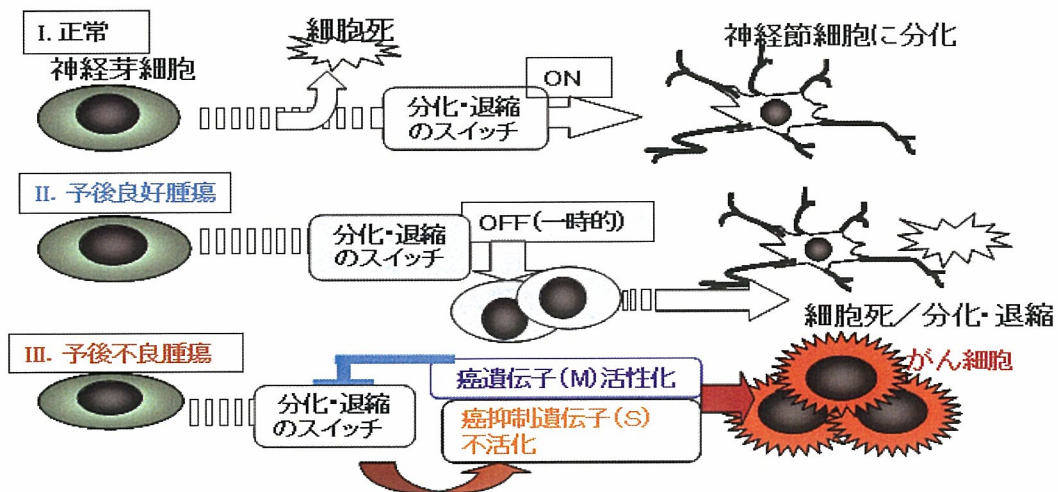 I. 正常
神経芽細胞
細胞死
分化・退縮
のスイッチ
ON
神経節細胞に分化
II. 予後良好腫瘍
分化・退縮
のスイッチ
OFF(一時的)
細胞死／分化・退縮
III. 予後不良腫瘍
分化・退縮
のスイッチ
癌遺伝子(M)活性化
癌抑制遺伝子(S)
不活化
がん細胞